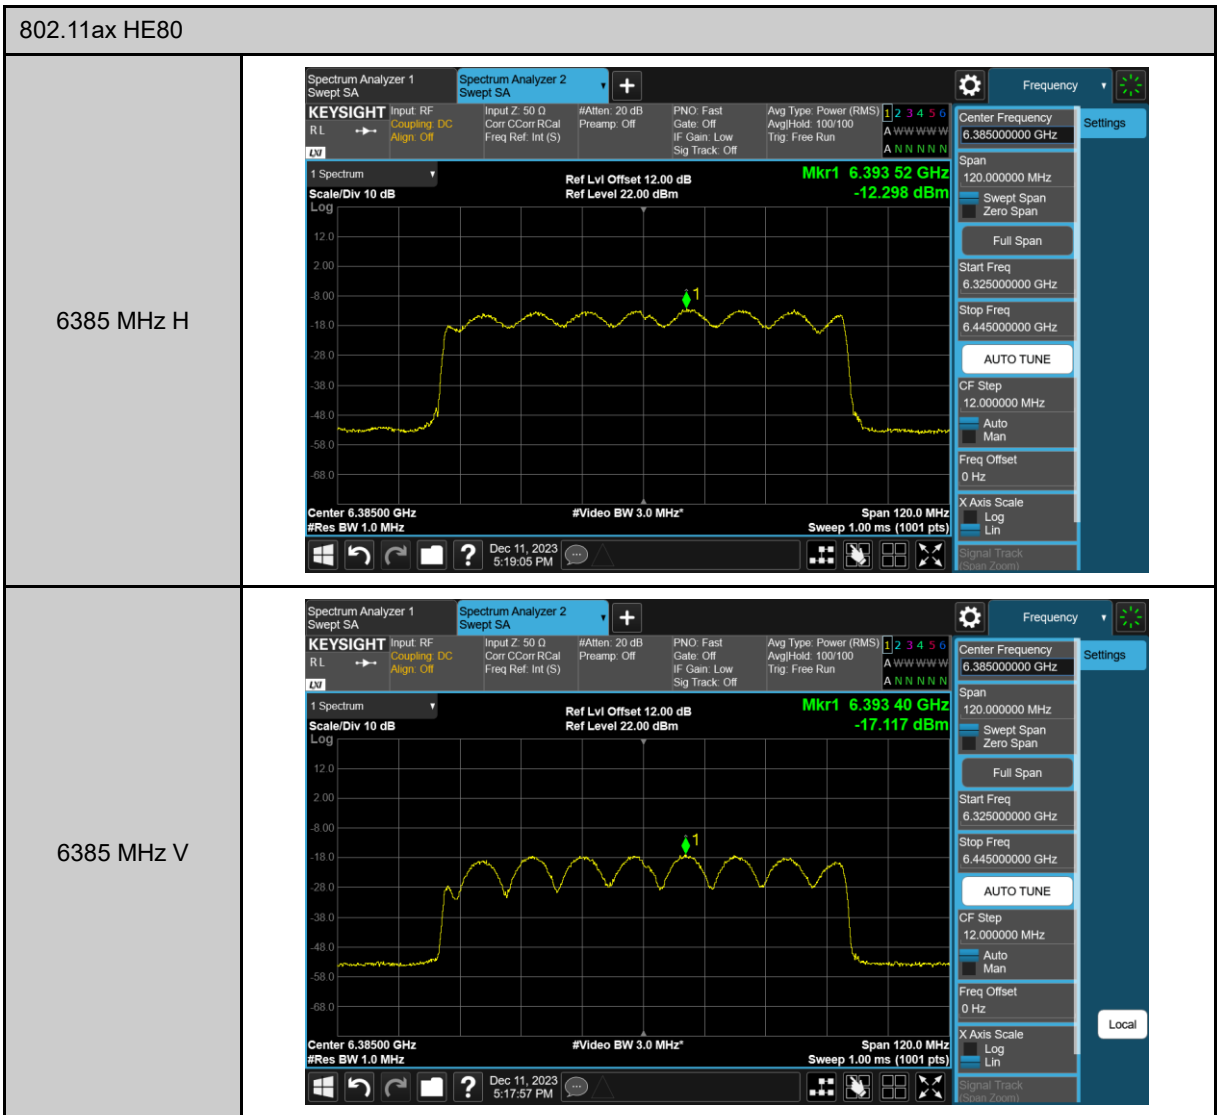 802.11ax HE80
6385 MHz H
Spectrum Analyzer 1
Swept SA
Spectrum Analyzer 2
Swept SA
Frequency
KEYSIGHT
RL
LXI
Input: RF
Coupling: DC
Align: Off
Input Z: 50 Ω
Corr CCorr RCal
Freq Ref: Int (S)
#Atten: 20 dB
Preamp: Off
PNO: Fast
Gate: Off
IF Gain: Low
Sig Track: Off
Avg Type: Power (RMS)
Avg|Hold: 100/100
Trig: Free Run
1 2 3 4 5 6
A W W W W W
A N N N N N
1 Spectrum
Scale/Div 10 dB
Log
Ref Lvl Offset 12.00 dB
Ref Level 22.00 dBm
Mkr1 6.393 52 GHz
-12.298 dBm
12.0
2.00
-8.00
-18.0
-28.0
-38.0
-48.0
-58.0
-68.0
1
Center 6.38500 GHz
#Res BW 1.0 MHz
#Video BW 3.0 MHz*
Span 120.0 MHz
Sweep 1.00 ms (1001 pts)
Dec 11, 2023
5:19:05 PM
Center Frequency
6.385000000 GHz
Settings
Span
120.000000 MHz
Swept Span
Zero Span
Full Span
Start Freq
6.325000000 GHz
Stop Freq
6.445000000 GHz
AUTO TUNE
CF Step
12.000000 MHz
Auto
Man
Freq Offset
0 Hz
X Axis Scale
Log
Lin
Signal Track
(Span Zoom)
6385 MHz V
Spectrum Analyzer 1
Swept SA
Spectrum Analyzer 2
Swept SA
Frequency
KEYSIGHT
RL
LXI
Input: RF
Coupling: DC
Align: Off
Input Z: 50 Ω
Corr CCorr RCal
Freq Ref: Int (S)
#Atten: 20 dB
Preamp: Off
PNO: Fast
Gate: Off
IF Gain: Low
Sig Track: Off
Avg Type: Power (RMS)
Avg|Hold: 100/100
Trig: Free Run
1 2 3 4 5 6
A W W W W W
A N N N N N
1 Spectrum
Scale/Div 10 dB
Log
Ref Lvl Offset 12.00 dB
Ref Level 22.00 dBm
Mkr1 6.393 40 GHz
-17.117 dBm
12.0
2.00
-8.00
-18.0
-28.0
-38.0
-48.0
-58.0
-68.0
1
Center 6.38500 GHz
#Res BW 1.0 MHz
#Video BW 3.0 MHz*
Span 120.0 MHz
Sweep 1.00 ms (1001 pts)
Dec 11, 2023
5:17:57 PM
Center Frequency
6.385000000 GHz
Settings
Span
120.000000 MHz
Swept Span
Zero Span
Full Span
Start Freq
6.325000000 GHz
Stop Freq
6.445000000 GHz
AUTO TUNE
CF Step
12.000000 MHz
Auto
Man
Freq Offset
0 Hz
Local
X Axis Scale
Log
Lin
Signal Track
(Span Zoom)